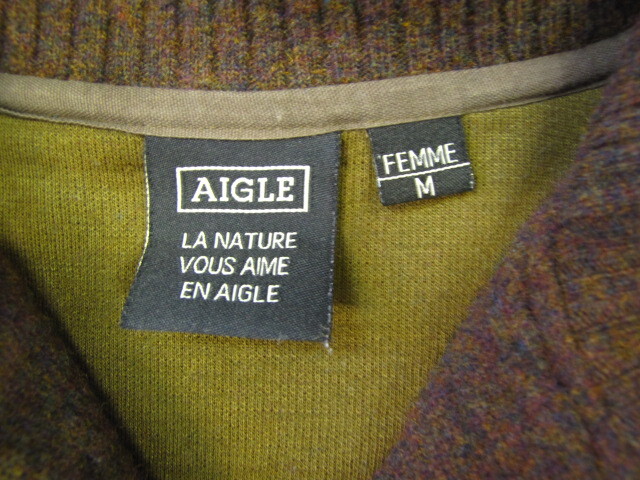 AIGLE
LA NATURE
VOUS AIME
EN AIGLE
FEMME
M